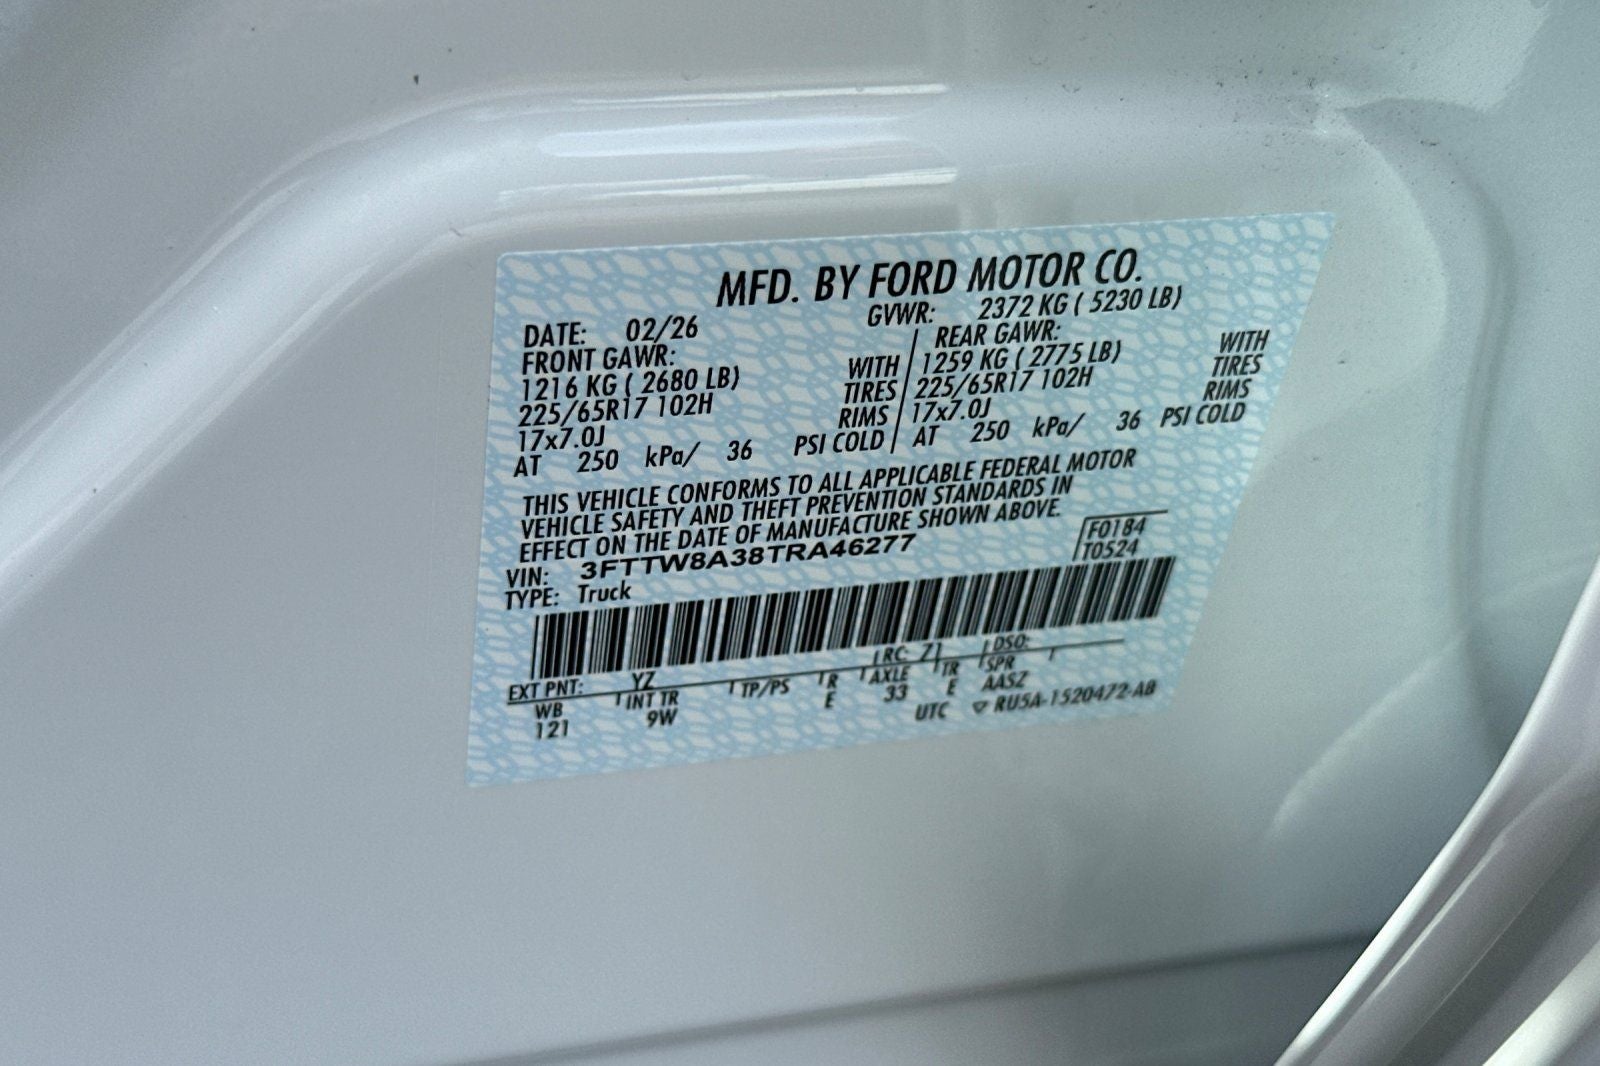 MFD. BY FORD MOTOR CO.
DATE: 02/26 GVWR: 2372 KG ( 5230 LB)
FRONT GAWR: REAR GAWR:
1216 KG ( 2680 LB) WITH 1259 KG ( 2775 LB) WITH
225/65R17 102H TIRES 225/65R17 102H TIRES
17x7.0J RIMS 17x7.0J RIMS
AT 250 kPa/ 36 PSI COLD AT 250 kPa/ 36 PSI COLD
THIS VEHICLE CONFORMS TO ALL APPLICABLE FEDERAL MOTOR
VEHICLE SAFETY AND THEFT PREVENTION STANDARDS IN
EFFECT ON THE DATE OF MANUFACTURE SHOWN ABOVE.
VIN: 3FTTW8A38TRA46277 F0184
TYPE: Truck T0524
EXT PNT: YZ RC: 71 DSO:
WB INT TR TP/PS R AXLE TR SPR
121 9W E 33 E AASZ
UTC ▽ RU5A-1520472-AB